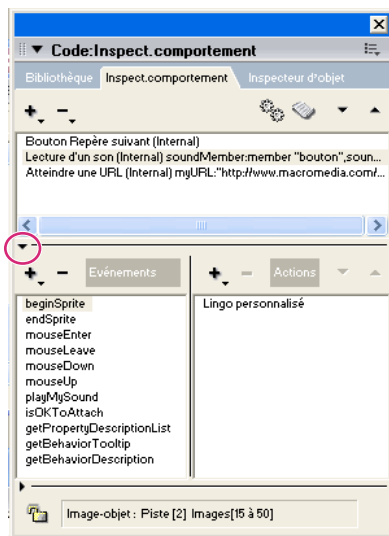 Code:Inspect.comportement
Bibliothèque Inspect.comportement Inspecteur d'objet
Bouton Repère suivant (Internal)
Lecture d'un son (Internal) soundMember:member "bouton",soun...
Atteindre une URL (Internal) myURL:"http://www.macromedia.com/...
Evénements Actions
beginSprite Lingo personnalisé
endSprite
mouseEnter
mouseLeave
mouseDown
mouseUp
playMySound
isOKToAttach
getPropertyDescriptionList
getBehaviorTooltip
getBehaviorDescription
Image-objet : Piste [2] Images[15 à 50]